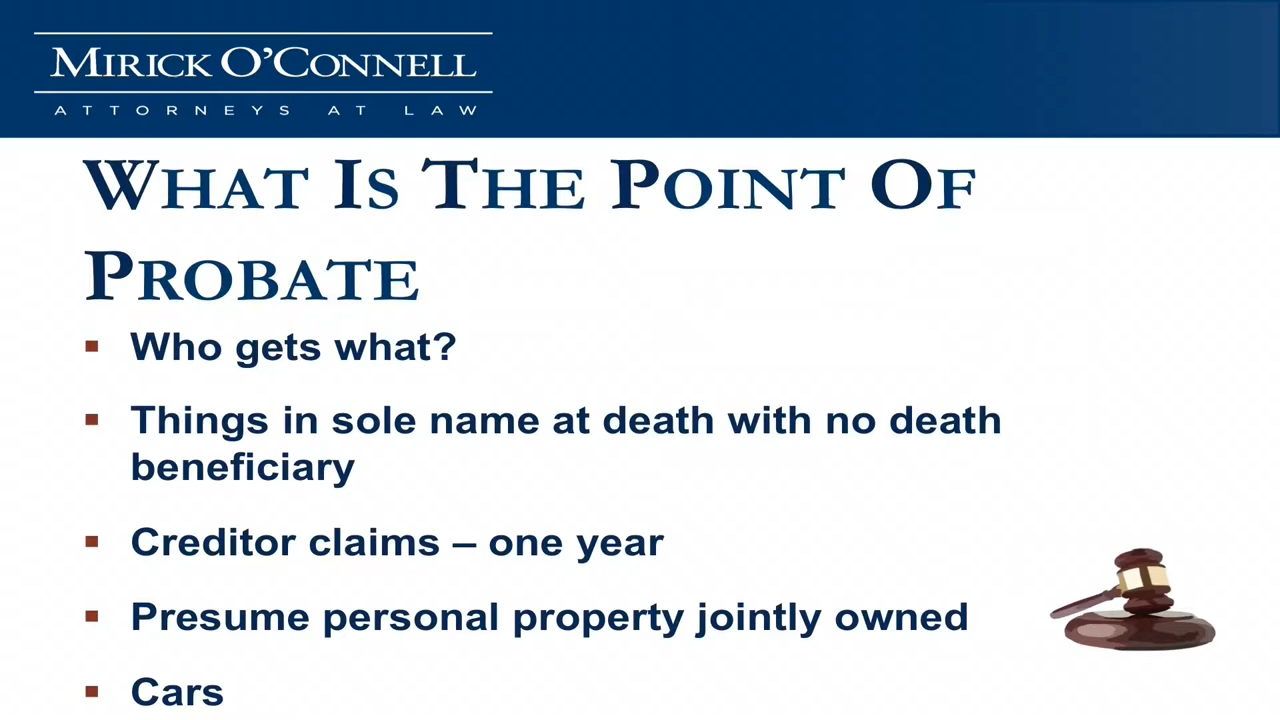 MIRICK O'CONNELL
ATTORNEYS AT LAW
WHAT IS THE POINT OF
PROBATE
▪ Who gets what?
▪ Things in sole name at death with no death
beneficiary
▪ Creditor claims – one year
▪ Presume personal property jointly owned
▪ Cars